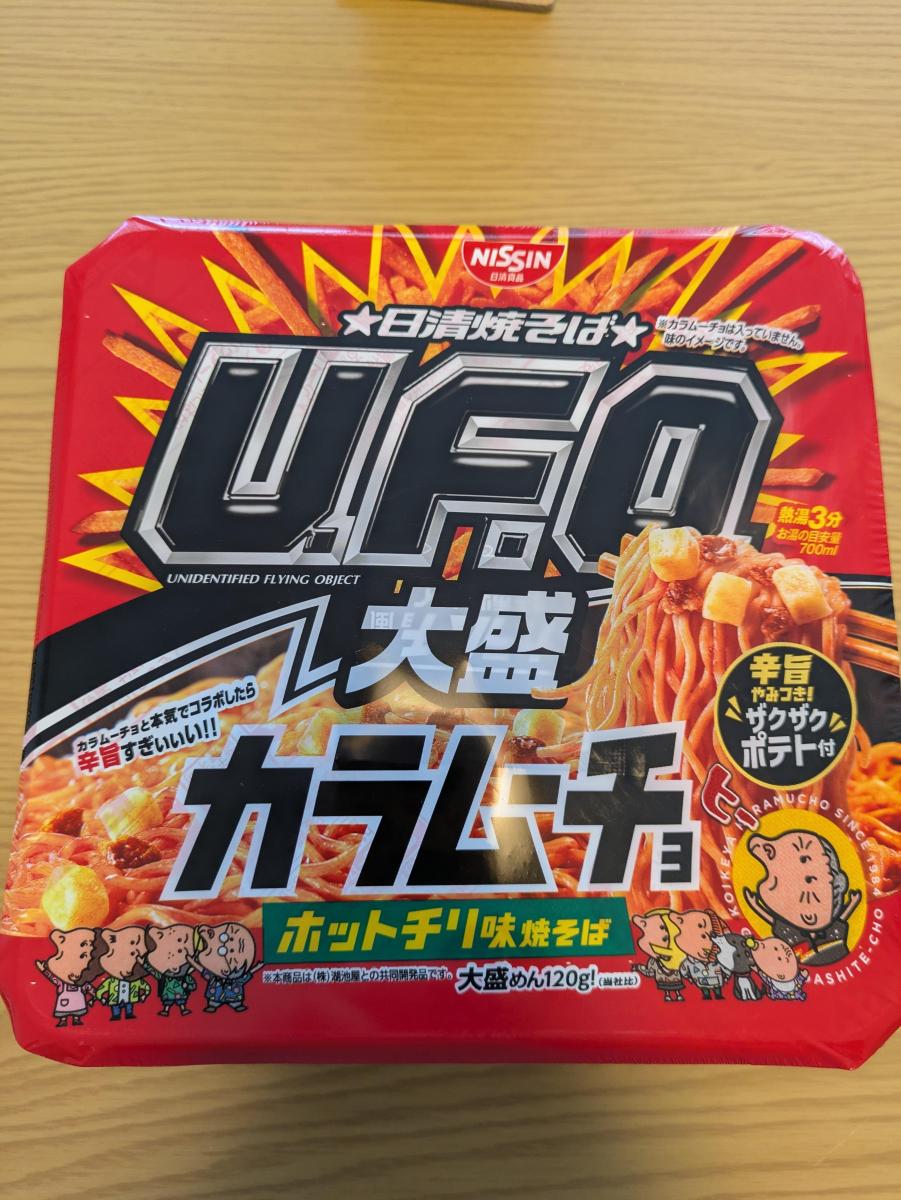 NISSIN
日清食品
★日清焼そば★
※カラムーチョは入っていません。
味のイメージです。
U.F.O.
UNIDENTIFIED FLYING OBJECT
熱湯3分
お湯の目安量
700ml
大盛
カラムーチョと本気でコラボしたら
辛旨すぎいいい!!
辛旨
やみつき!
ザクザク
ポテト付
カラムーチョ
ヒー
KOIKEYA KARAMUCHO SINCE 1984
ホットチリ味焼そば
※本商品は(株)湖池屋との共同開発品です。
大盛めん120g!(当社比)